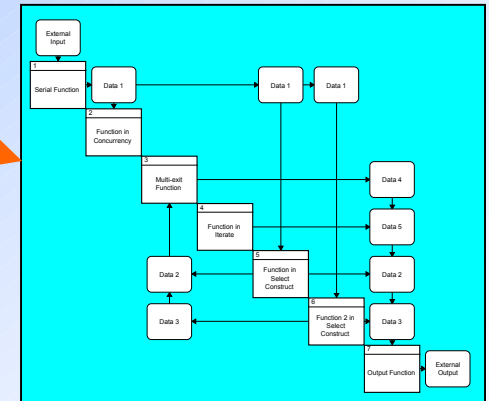 External
Input
1
Serial Function
Data 1
Data 1
Data 1
2
Function in
Concurrency
3
Multi-exit
Function
Data 4
4
Function in
Iterate
Data 5
5
Function in
Select
Construct
Data 2
Data 2
6
Function 2 in
Select
Construct
Data 3
Data 3
7
Output Function
External
Output